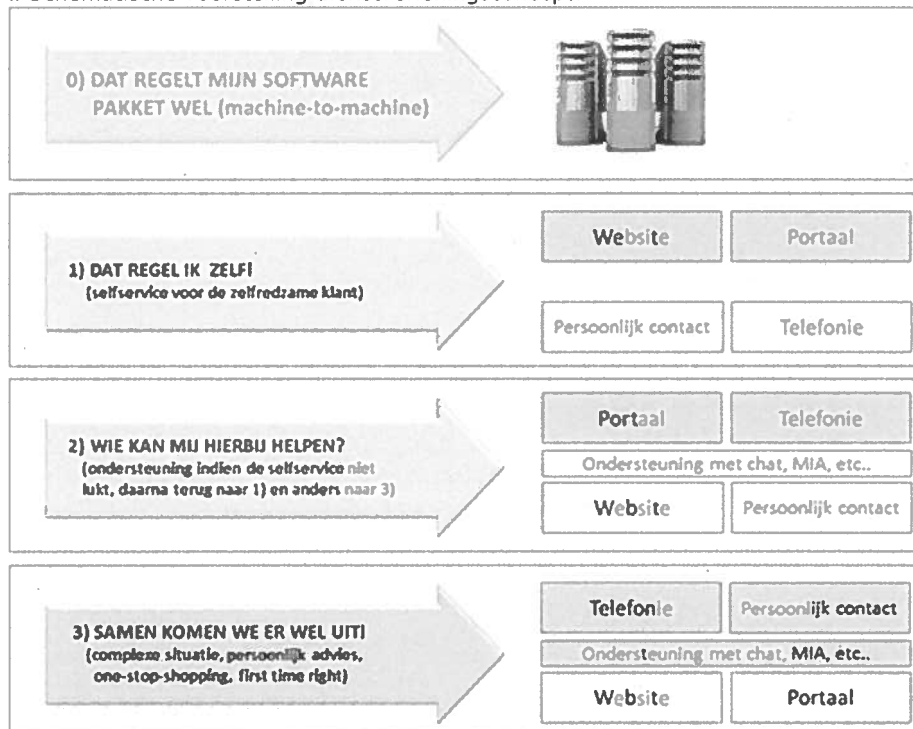 0) DAT REGELT MIJN SOFTWARE
PAKKET WEL (machine-to-machine)
1) DAT REGEL IK ZELF!
(selfservice voor de zelfredzame klant)
Website
Portaal
Persoonlijk contact
Telefonie
2) WIE KAN MIJ HIERBIJ HELPEN?
(ondersteuning indien de selfservice niet
lukt, daarna terug naar 1) en anders naar 3)
Portaal
Telefonie
Ondersteuning met chat, MIA, etc..
Website
Persoonlijk contact
3) SAMEN KOMEN WE ER WEL UIT!
(complexe situatie, persoonlijk advies,
one-stop-shopping, first time right)
Telefonie
Persoonlijk contact
Ondersteuning met chat, MIA, etc..
Website
Portaal